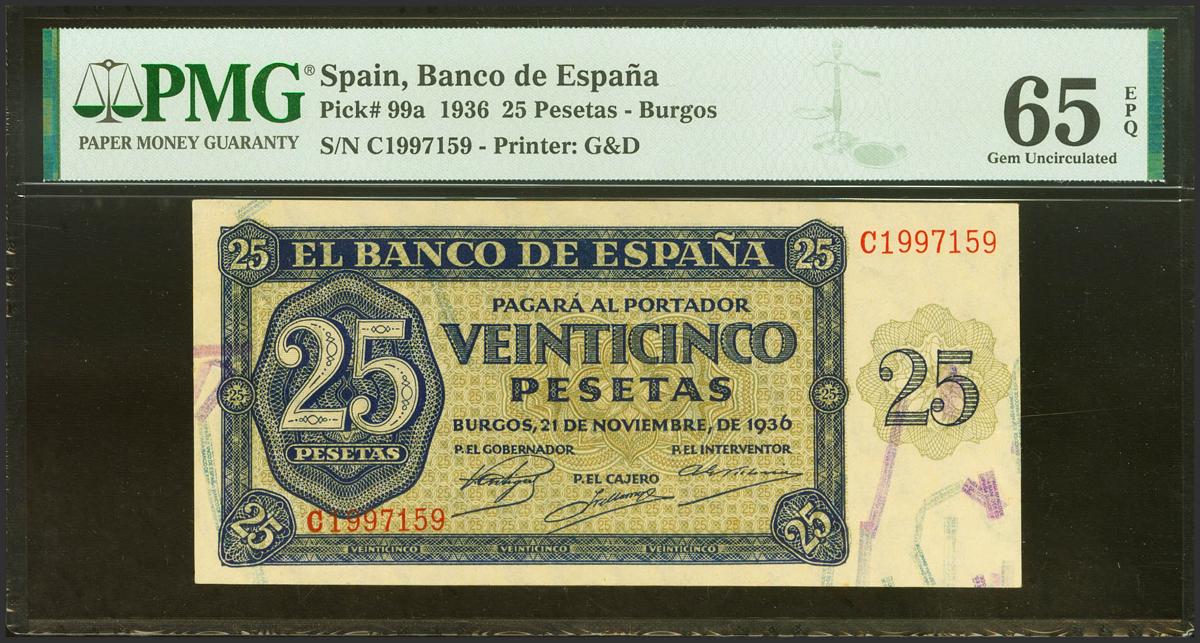 PMG®
PAPER MONEY GUARANTY
Spain, Banco de España
Pick# 99a 1936 25 Pesetas - Burgos
S/N C1997159 - Printer: G&D
65
EPQ
Gem Uncirculated
25 EL BANCO DE ESPAÑA 25
C1997159
PAGARÁ AL PORTADOR
VEINTICINCO
PESETAS
25
PESETAS
25
25
25
BURGOS, 21 DE NOVIEMBRE, DE 1936
P.EL GOBERNADOR
P.EL INTERVENTOR
P.EL CAJERO
C1997159
25
25
VEINTICINCO VEINTICINCO VEINTICINCO